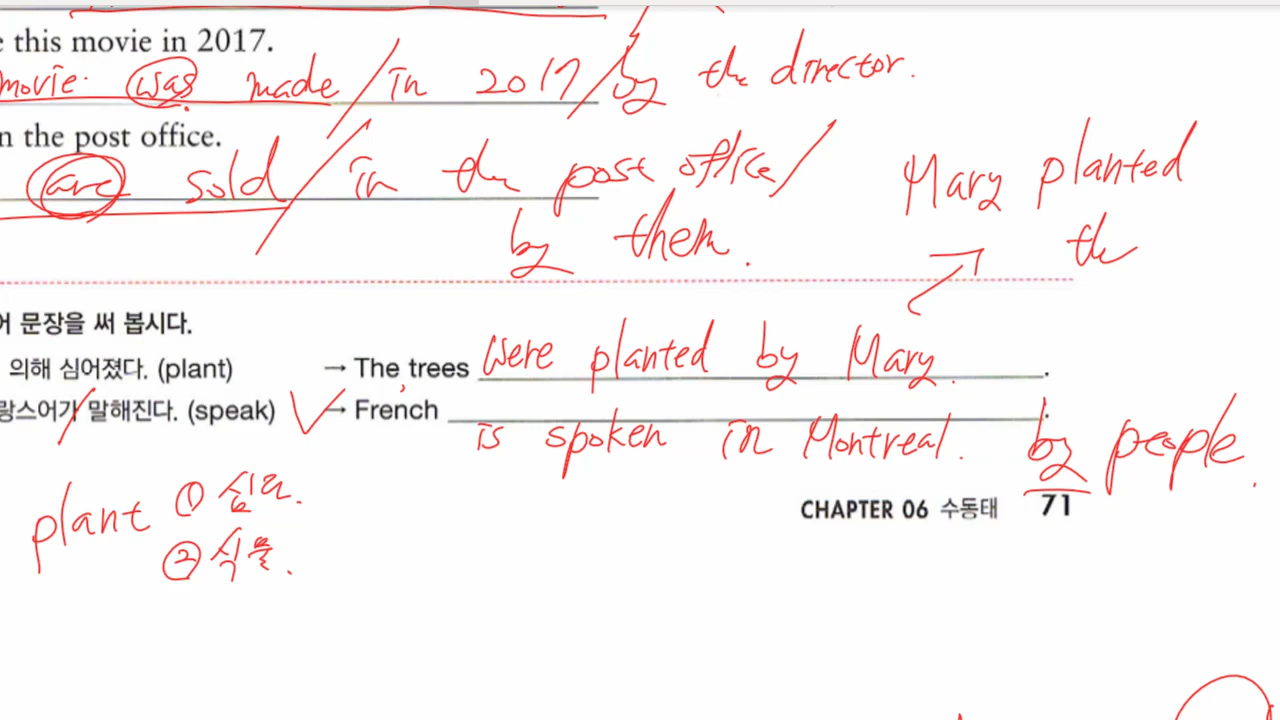 e this movie in 2017.
movie was made / in 2017 / by the director.
n the post office.
are sold / in the post office /
by them.
Mary planted
the
어 문장을 써 봅시다.
의해 심어졌다. (plant) → The trees were planted by Mary.
랑스어가 말해진다. (speak) → French is spoken in Montreal. by people.
plant ① 심다.
② 식물.
CHAPTER 06 수동태 71